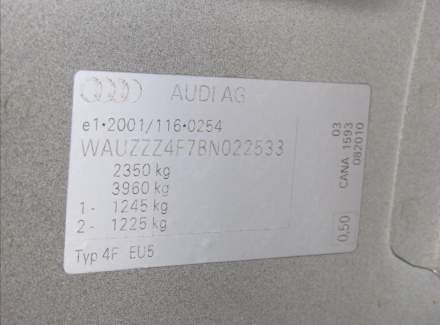 AUDI AG
e1•2001/116•0254
WAUZZZ4F7BN022533
2350 kg
3960 kg
1- 1245 kg
2- 1225 kg
Typ 4F EU5
0,50
CANA 1593
03
082010